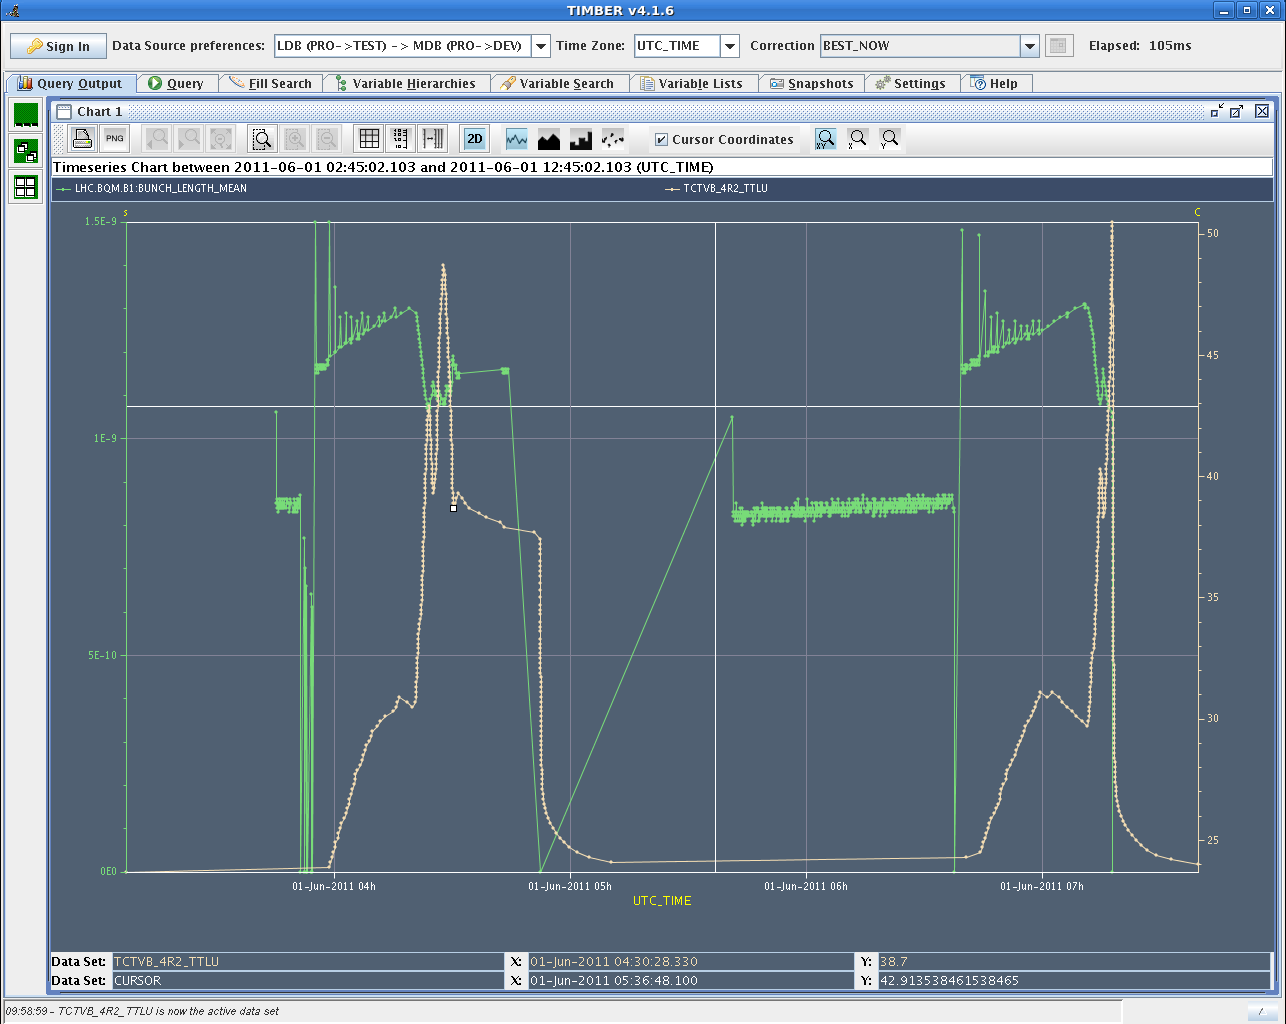 TIMBER v4.1.6
Sign In Data Source preferences: LDB (PRO->TEST) -> MDB (PRO->DEV) Time Zone: UTC_TIME Correction BEST_NOW Elapsed: 105ms
Query Output Query Fill Search Variable Hierarchies Variable Search Variable Lists Snapshots Settings Help
Chart 1
PNG 2D XY X Y Cursor Coordinates
Timeseries Chart between 2011-06-01 02:45:02.103 and 2011-06-01 12:45:02.103 (UTC_TIME)
LHC.BQM.B1:BUNCH_LENGTH_MEAN TCTVB_4R2_TTLU
s C
1.5E-9 50
45
1E-9 40
35
5E-10 30
25
0E0
01-Jun-2011 04h 01-Jun-2011 05h 01-Jun-2011 06h 01-Jun-2011 07h
UTC_TIME
Data Set: TCTVB_4R2_TTLU X: 01-Jun-2011 04:30:28.330 Y: 38.7
Data Set: CURSOR X: 01-Jun-2011 05:36:48.100 Y: 42.913538461538465
09:58:59 - TCTVB_4R2_TTLU is now the active data set